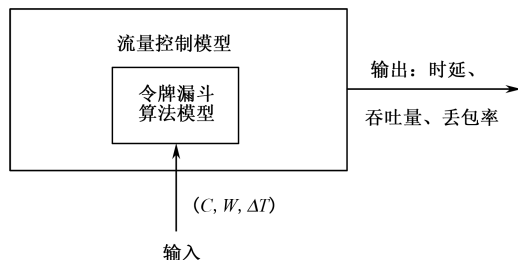 流量控制模型
令牌漏斗
算法模型
输出：时延、
吞吐量、丢包率
(C, W, ΔT)
输入